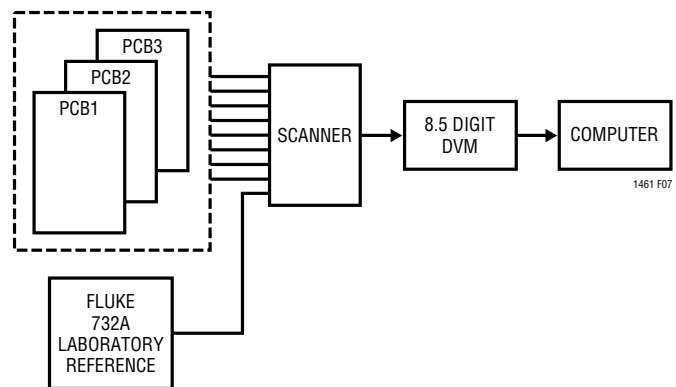 PCB3
PCB2
PCB1
SCANNER
8.5 DIGIT
DVM
COMPUTER
1461 F07
FLUKE
732A
LABORATORY
REFERENCE